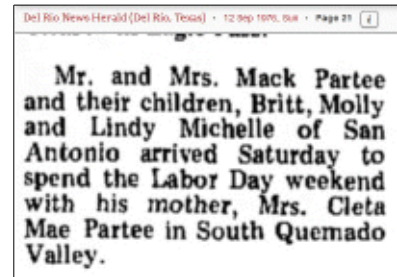 Del Rio News Herald (Del Rio, Texas) · 12 Sep 1976, Sun · Page 21
Mr. and Mrs. Mack Partee
and their children, Britt, Molly
and Lindy Michelle of San
Antonio arrived Saturday to
spend the Labor Day weekend
with his mother, Mrs. Cleta
Mae Partee in South Quemado
Valley.